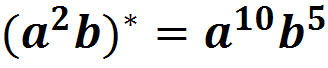 (a²b)* = a¹⁰b⁵